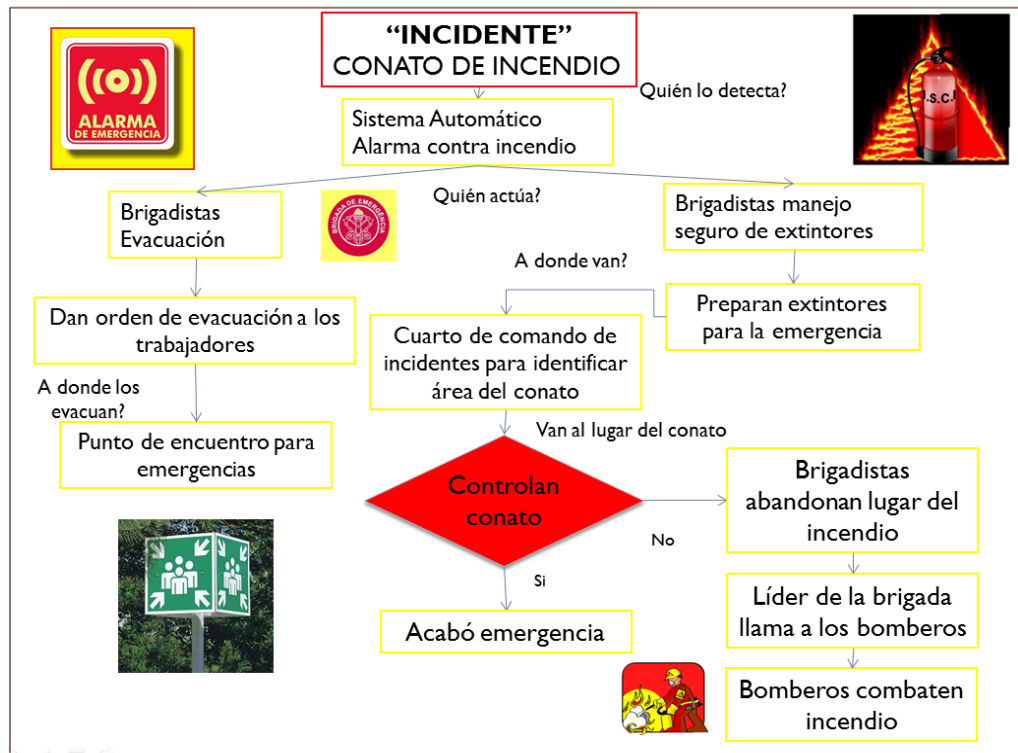 “INCIDENTE”
CONATO DE INCENDIO
ALARMA
DE EMERGENCIA
Quién lo detecta?
I.S.C.I
Sistema Automático
Alarma contra incendio
Quién actúa?
Brigadistas
Evacuación
BRIGADA DE EMERGÊNCIA
Brigadistas manejo
seguro de extintores
A donde van?
Dan orden de evacuación a los
trabajadores
Preparan extintores
para la emergencia
Cuarto de comando de
incidentes para identificar
área del conato
A donde los
evacuan?
Punto de encuentro para
emergencias
Van al lugar del conato
Controlan
conato
No
Brigadistas
abandonan lugar del
incendio
Si
Acabó emergencia
Líder de la brigada
llama a los bomberos
Bomberos combaten
incendio